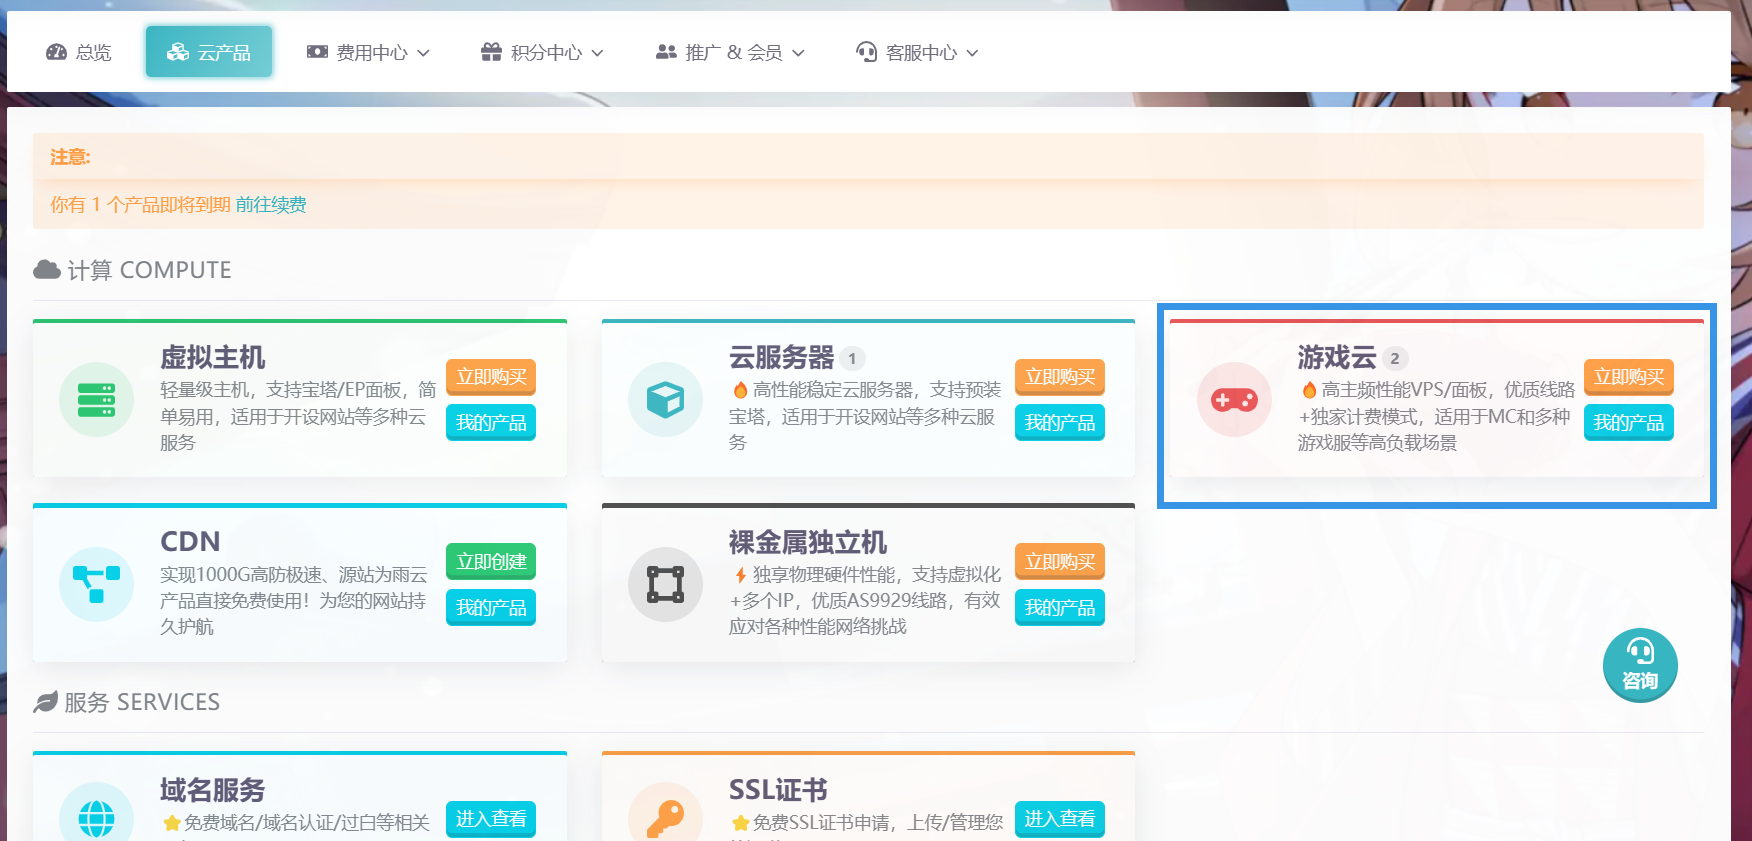 总览
云产品
费用中心
积分中心
推广 & 会员
客服中心
注意:
你有 1 个产品即将到期 前往续费
计算 COMPUTE
虚拟主机
轻量级主机，支持宝塔/EP面板，简
单易用，适用于开设网站等多种云
服务
立即购买
我的产品
云服务器 1
高性能稳定云服务器，支持预装
宝塔，适用于开设网站等多种云服
务
立即购买
我的产品
游戏云 2
高主频性能VPS/面板，优质线路
+独家计费模式，适用于MC和多种
游戏服等高负载场景
立即购买
我的产品
CDN
实现1000G高防极速、源站为雨云
产品直接免费使用！为您的网站持
久护航
立即创建
我的产品
裸金属独立机
独享物理硬件性能，支持虚拟化
+多个IP，优质AS9929线路，有效
应对各种性能网络挑战
立即购买
我的产品
咨询
服务 SERVICES
域名服务
免费域名/域名认证/过白等相关
进入查看
SSL证书
免费SSL证书申请，上传/管理您
进入查看